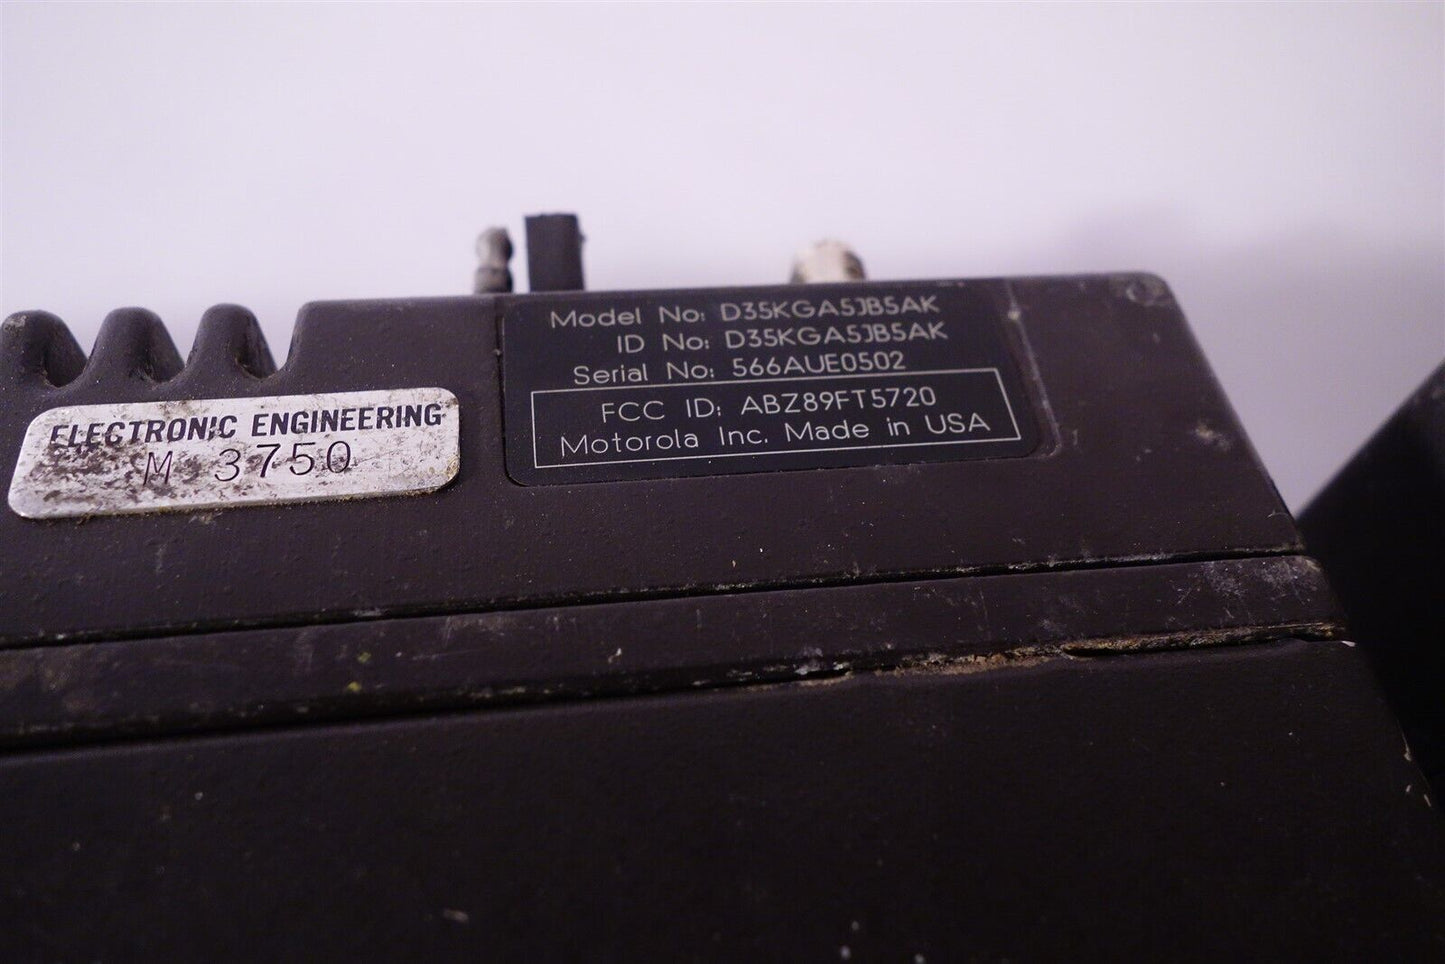 Model No: D35KGA5JB5AK
ID No: D35KGA5JB5AK
Serial No: 566AUE0502
FCC ID: ABZ89FT5720
Motorola Inc. Made in USA
ELECTRONIC ENGINEERING
M 3750